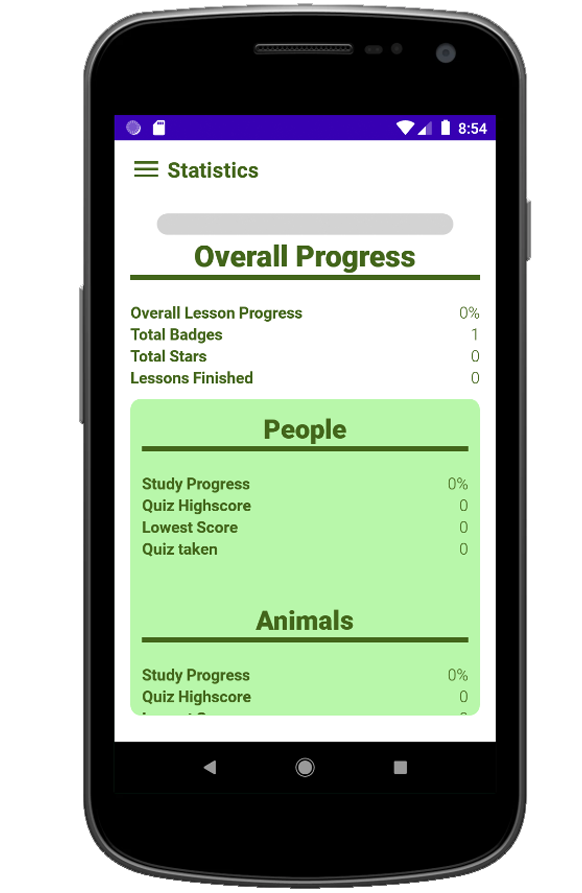 8:54
Statistics
Overall Progress
Overall Lesson Progress 0%
Total Badges 1
Total Stars 0
Lessons Finished 0
People
Study Progress 0%
Quiz Highscore 0
Lowest Score 0
Quiz taken 0
Animals
Study Progress 0%
Quiz Highscore 0